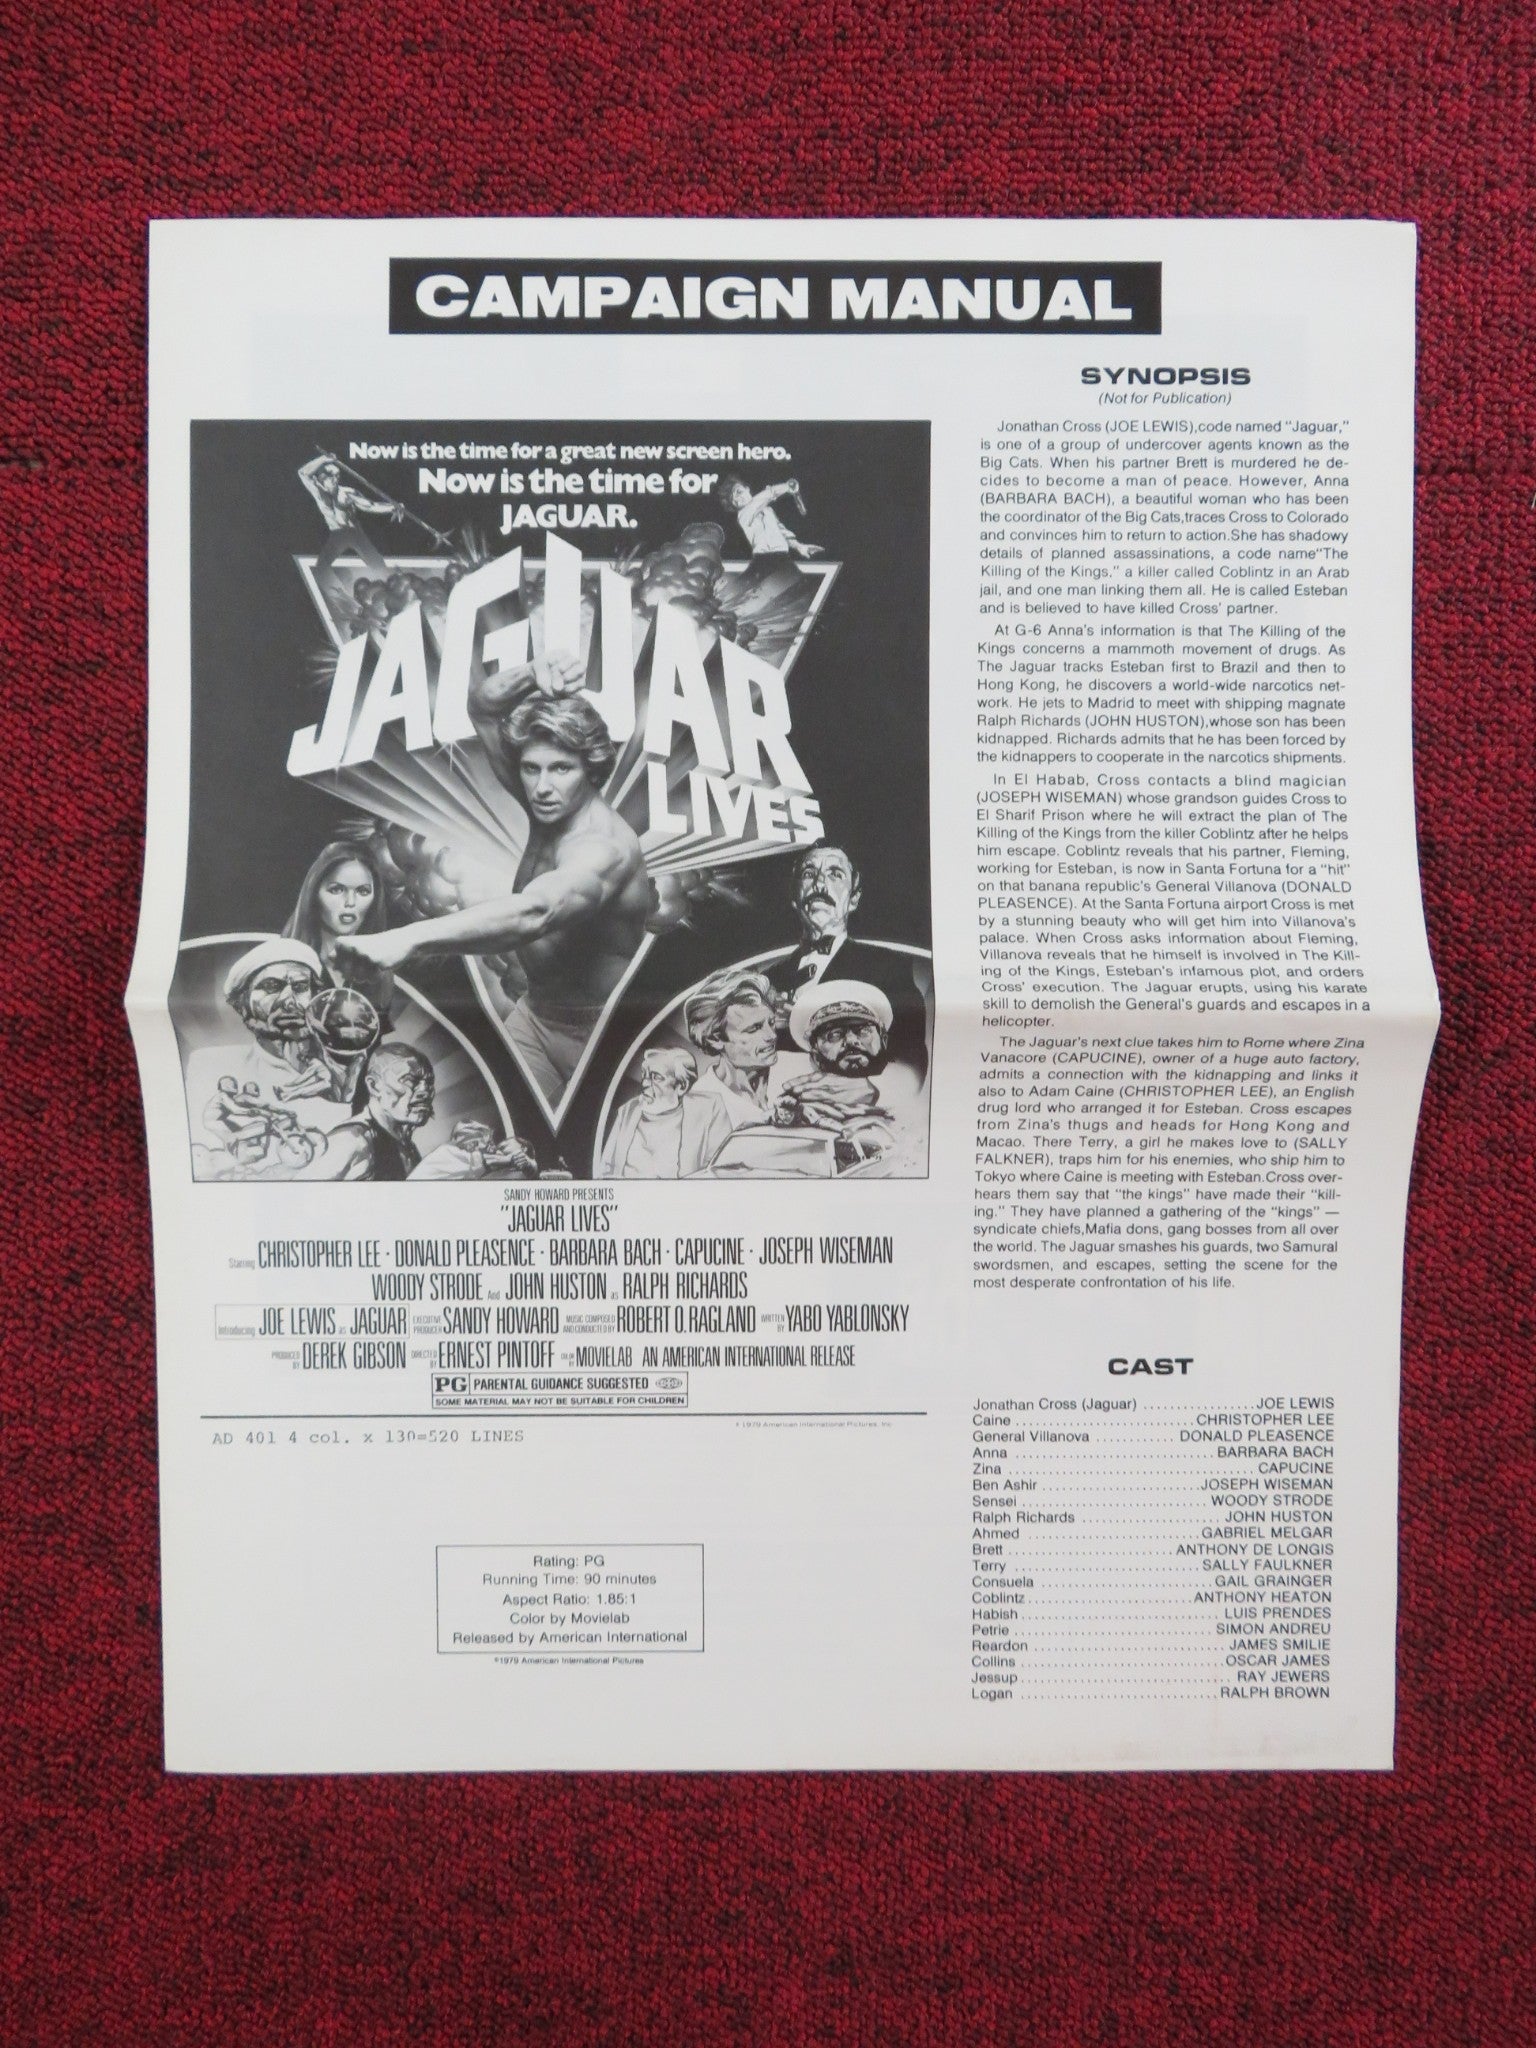 CAMPAIGN MANUAL
Now is the time for a great new screen hero.
Now is the time for
JAGUAR.
JAGUAR
LIVES
SANDY HOWARD PRESENTS
"JAGUAR LIVES"
Starring CHRISTOPHER LEE · DONALD PLEASENCE · BARBARA BACH · CAPUCINE · JOSEPH WISEMAN
WOODY STRODE And JOHN HUSTON as RALPH RICHARDS
Introducing JOE LEWIS as JAGUAR EXECUTIVE PRODUCER SANDY HOWARD MUSIC COMPOSED AND CONDUCTED BY ROBERT O. RAGLAND WRITTEN BY YABO YABLONSKY
PRODUCED BY DEREK GIBSON DIRECTED BY ERNEST PINTOFF COLOR BY MOVIELAB AN AMERICAN INTERNATIONAL RELEASE
PG PARENTAL GUIDANCE SUGGESTED
SOME MATERIAL MAY NOT BE SUITABLE FOR CHILDREN
© 1979 American International Pictures, Inc.
AD 401 4 col. x 130=520 LINES
Rating: PG
Running Time: 90 minutes
Aspect Ratio: 1.85:1
Color by Movielab
Released by American International
©1979 American International Pictures
SYNOPSIS
(Not for Publication)
Jonathan Cross (JOE LEWIS),code named "Jaguar,"
is one of a group of undercover agents known as the
Big Cats. When his partner Brett is murdered he de-
cides to become a man of peace. However, Anna
(BARBARA BACH), a beautiful woman who has been
the coordinator of the Big Cats,traces Cross to Colorado
and convinces him to return to action.She has shadowy
details of planned assassinations, a code name"The
Killing of the Kings," a killer called Coblintz in an Arab
jail, and one man linking them all. He is called Esteban
and is believed to have killed Cross' partner.
At G-6 Anna's information is that The Killing of the
Kings concerns a mammoth movement of drugs. As
The Jaguar tracks Esteban first to Brazil and then to
Hong Kong, he discovers a world-wide narcotics net-
work. He jets to Madrid to meet with shipping magnate
Ralph Richards (JOHN HUSTON),whose son has been
kidnapped. Richards admits that he has been forced by
the kidnappers to cooperate in the narcotics shipments.
In El Habab, Cross contacts a blind magician
(JOSEPH WISEMAN) whose grandson guides Cross to
El Sharif Prison where he will extract the plan of The
Killing of the Kings from the killer Coblintz after he helps
him escape. Coblintz reveals that his partner, Fleming,
working for Esteban, is now in Santa Fortuna for a "hit"
on that banana republic's General Villanova (DONALD
PLEASENCE). At the Santa Fortuna airport Cross is met
by a stunning beauty who will get him into Villanova's
palace. When Cross asks information about Fleming,
Villanova reveals that he himself is involved in The Kill-
ing of the Kings, Esteban's infamous plot, and orders
Cross' execution. The Jaguar erupts, using his karate
skill to demolish the General's guards and escapes in a
helicopter.
The Jaguar's next clue takes him to Rome where Zina
Vanacore (CAPUCINE), owner of a huge auto factory,
admits a connection with the kidnapping and links it
also to Adam Caine (CHRISTOPHER LEE), an English
drug lord who arranged it for Esteban. Cross escapes
from Zina's thugs and heads for Hong Kong and
Macao. There Terry, a girl he makes love to (SALLY
FALKNER), traps him for his enemies, who ship him to
Tokyo where Caine is meeting with Esteban.Cross over-
hears them say that "the kings" have made their "kill-
ing." They have planned a gathering of the "kings" —
syndicate chiefs,Mafia dons, gang bosses from all over
the world. The Jaguar smashes his guards, two Samural
swordsmen, and escapes, setting the scene for the
most desperate confrontation of his life.
CAST
Jonathan Cross (Jaguar) ................JOE LEWIS
Caine ..........................CHRISTOPHER LEE
General Villanova ............ DONALD PLEASENCE
Anna ............................BARBARA BACH
Zina .................................. CAPUCINE
Ben Ashir ......................JOSEPH WISEMAN
Sensei .......................... WOODY STRODE
Ralph Richards .................... JOHN HUSTON
Ahmed ........................GABRIEL MELGAR
Brett ........................ ANTHONY DE LONGIS
Terry .......................... SALLY FAULKNER
Consuela ........................GAIL GRAINGER
Coblintz ........................ANTHONY HEATON
Habish ............................ LUIS PRENDES
Petrie ............................ SIMON ANDREU
Reardon .......................... JAMES SMILIE
Collins ............................OSCAR JAMES
Jessup .............................. RAY JEWERS
Logan ............................RALPH BROWN